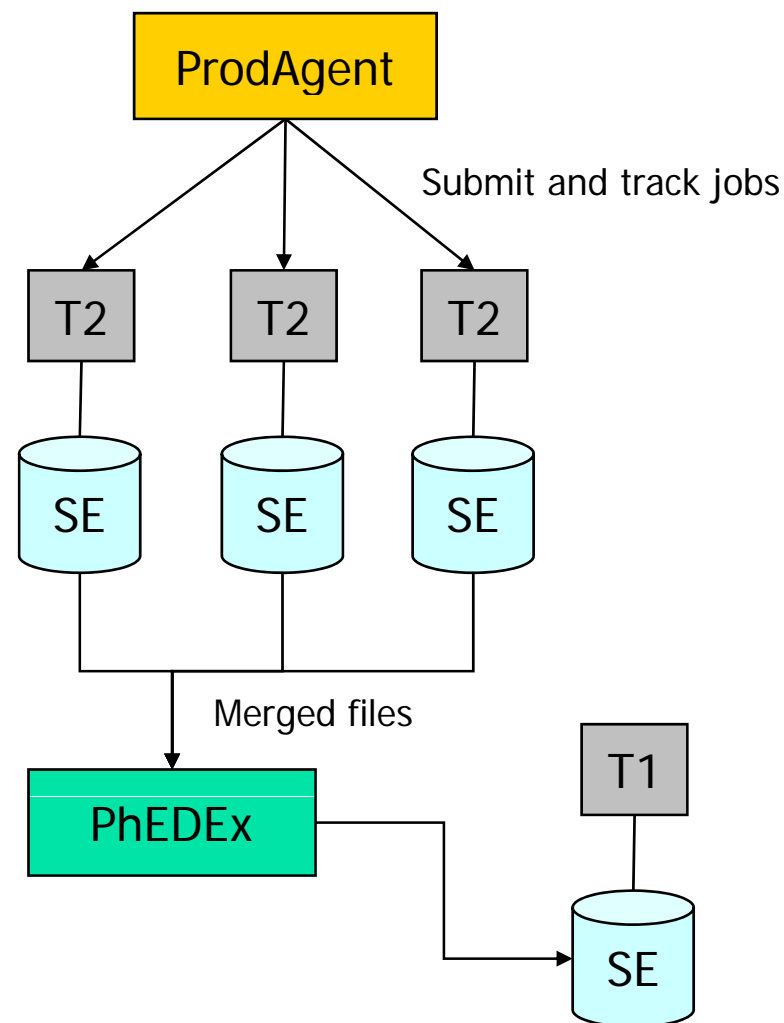 ProdAgent
Submit and track jobs
T2
T2
T2
SE
SE
SE
Merged files
T1
PhEDEx
SE